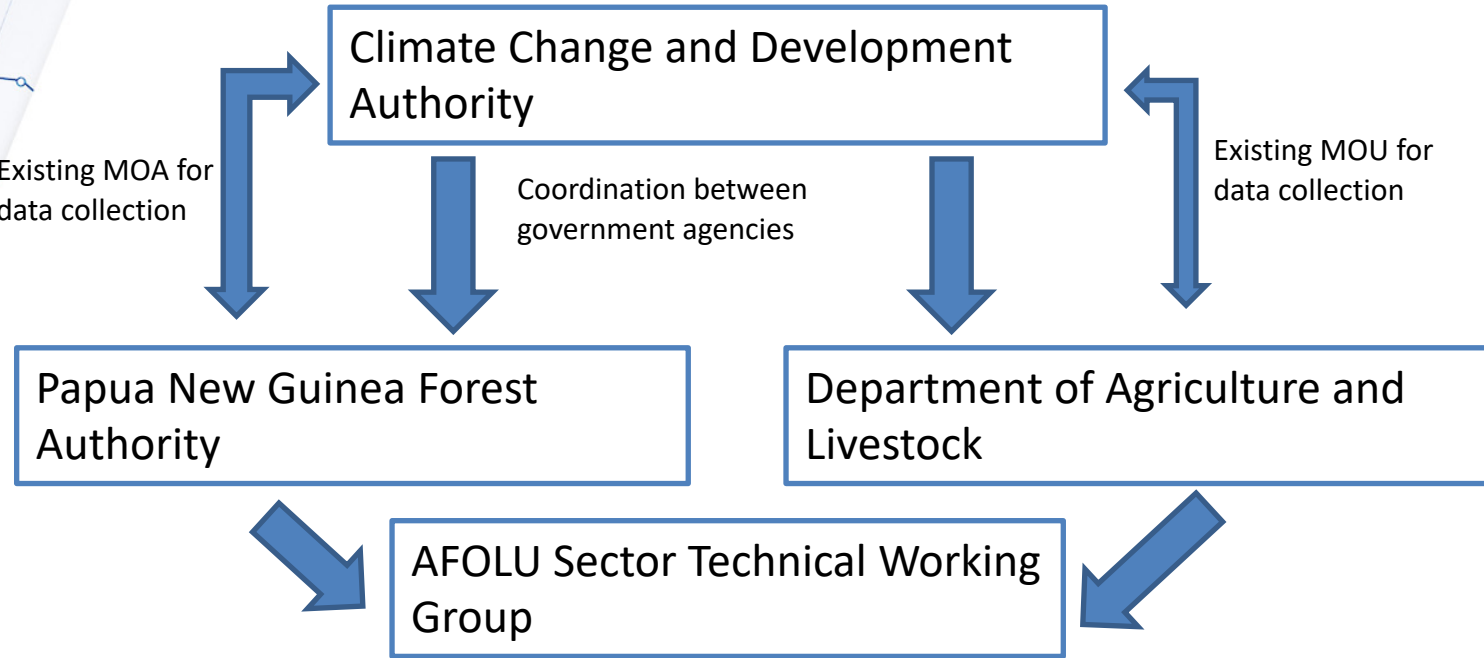 Climate Change and Development
Authority
Existing MOA for
data collection
Coordination between
government agencies
Existing MOU for
data collection
Papua New Guinea Forest
Authority
Department of Agriculture and
Livestock
AFOLU Sector Technical Working
Group